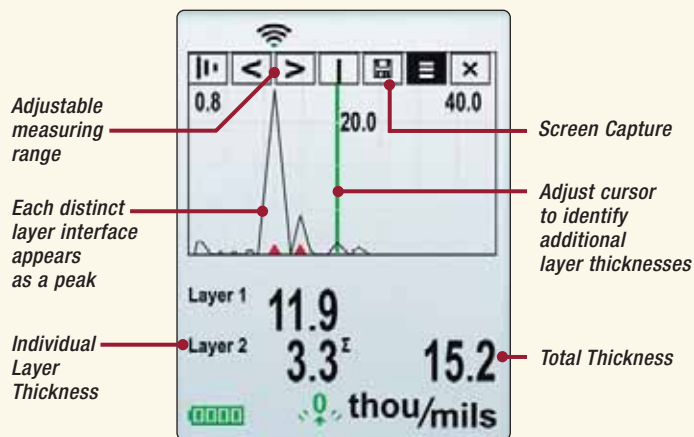 0.8
20.0
40.0
Adjustable
measuring
range
Screen Capture
Each distinct
layer interface
appears
as a peak
Adjust cursor
to identify
additional
layer thicknesses
Layer 1 11.9
Layer 2 3.3 Σ 15.2
Individual
Layer
Thickness
Total Thickness
0 thou/mils